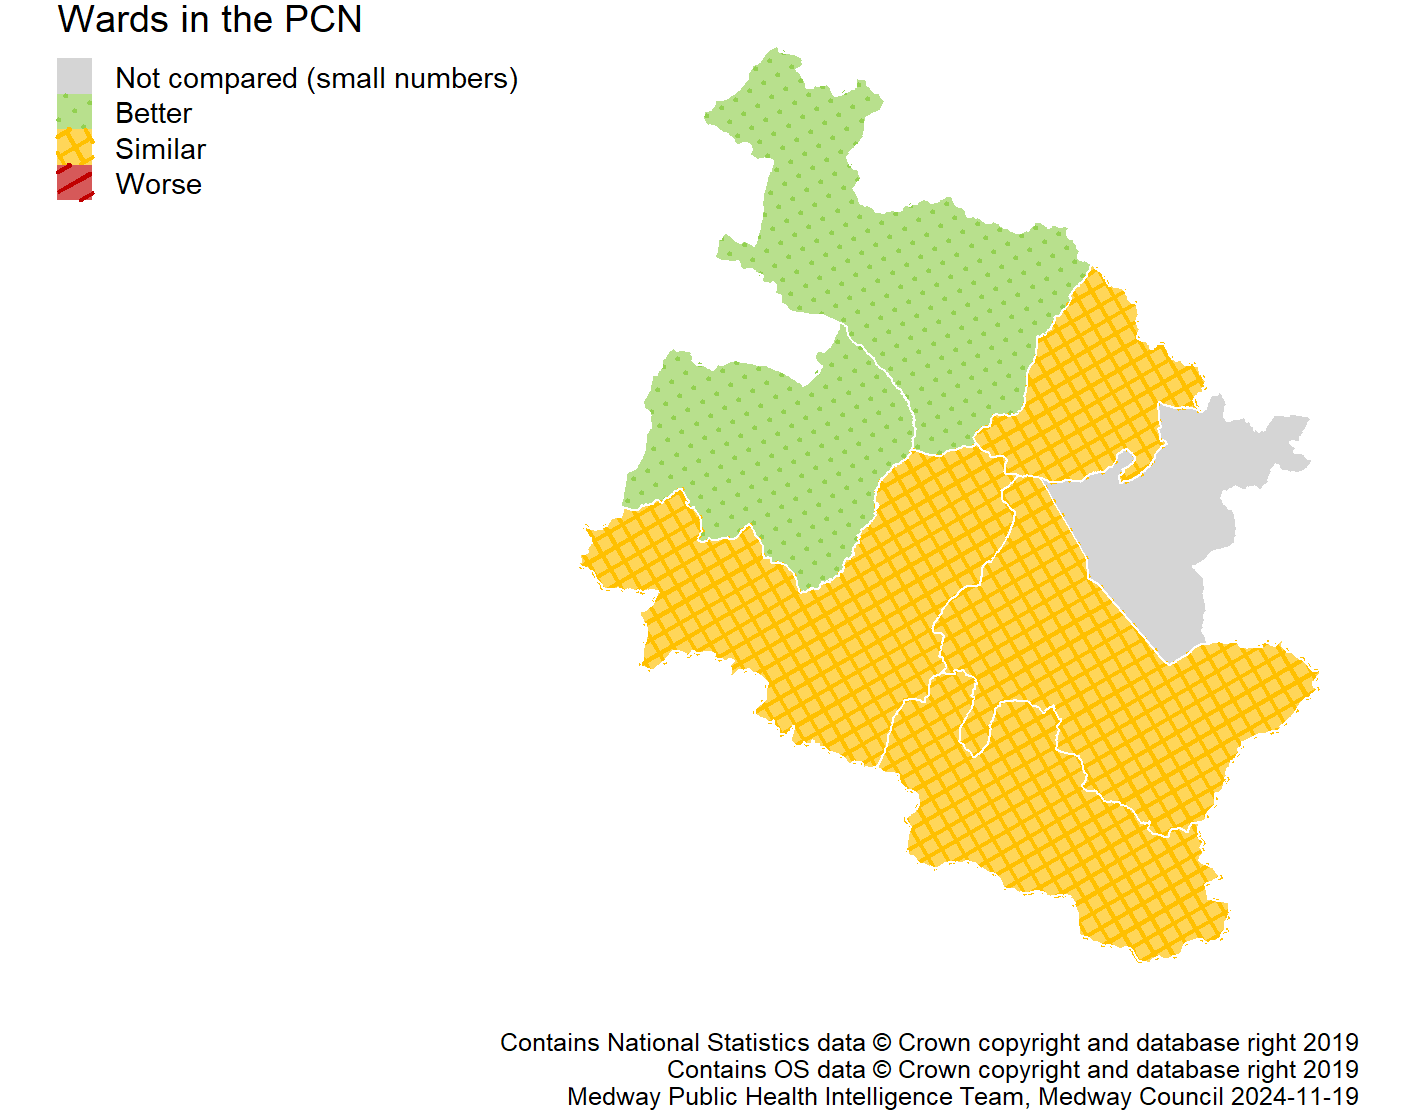 Wards in the PCN
Not compared (small numbers)
Better
Similar
Worse
Contains National Statistics data © Crown copyright and database right 2019
Contains OS data © Crown copyright and database right 2019
Medway Public Health Intelligence Team, Medway Council 2024-11-19